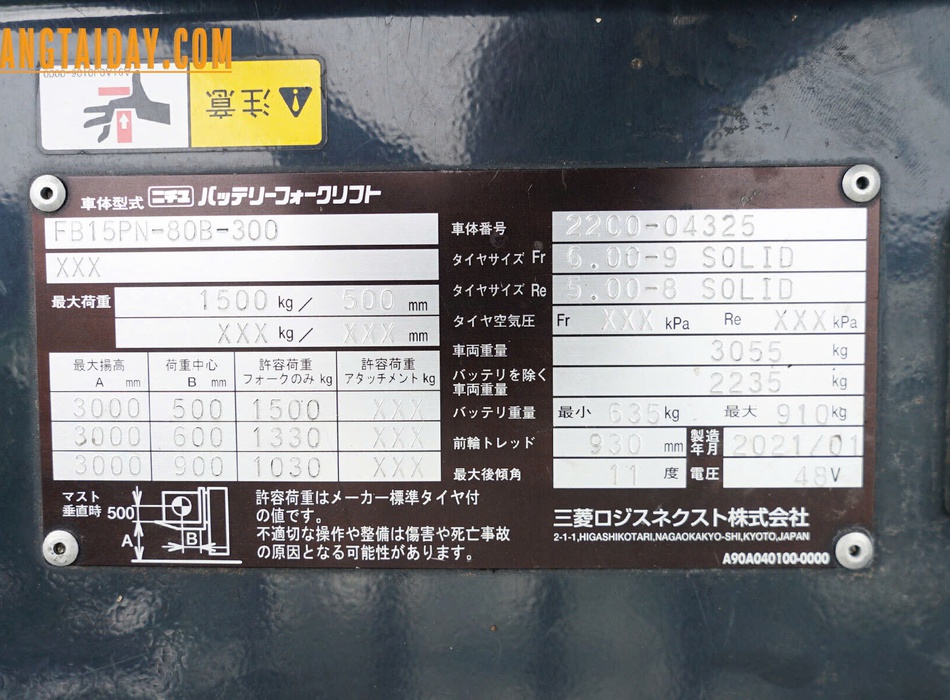 ANGTAIDAY.COM
注意
車体型式 ニチユ バッテリーフォークリフト
FB15PN-80B-300
XXX
最大荷重 1500 kg / 500 mm
XXX kg / XXX mm
最大揚高 A mm 荷重中心 B mm 許容荷重 フォークのみ kg 許容荷重 アタッチメント kg
3000 500 1500 XXX
3000 600 1330 XXX
3000 900 1030 XXX
マスト垂直時 500 A B
許容荷重はメーカー標準タイヤ付
の値です。
不適切な操作や整備は傷害や死亡事故
の原因となる可能性があります。
車体番号 22C0-04325
タイヤサイズ Fr 6.00-9 SOLID
タイヤサイズ Re 5.00-8 SOLID
タイヤ空気圧 Fr XXX kPa Re XXX kPa
車両重量 3055 kg
バッテリを除く車両重量 2235 kg
バッテリ重量 最小 635 kg 最大 910 kg
前輪トレッド 930 mm 製造年月 2021/01
最大後傾角 11 度 電圧 48 V
三菱ロジスネクスト株式会社
2-1-1,HIGASHIKOTARI,NAGAOKAKYO-SHI,KYOTO,JAPAN
A90A040100-0000